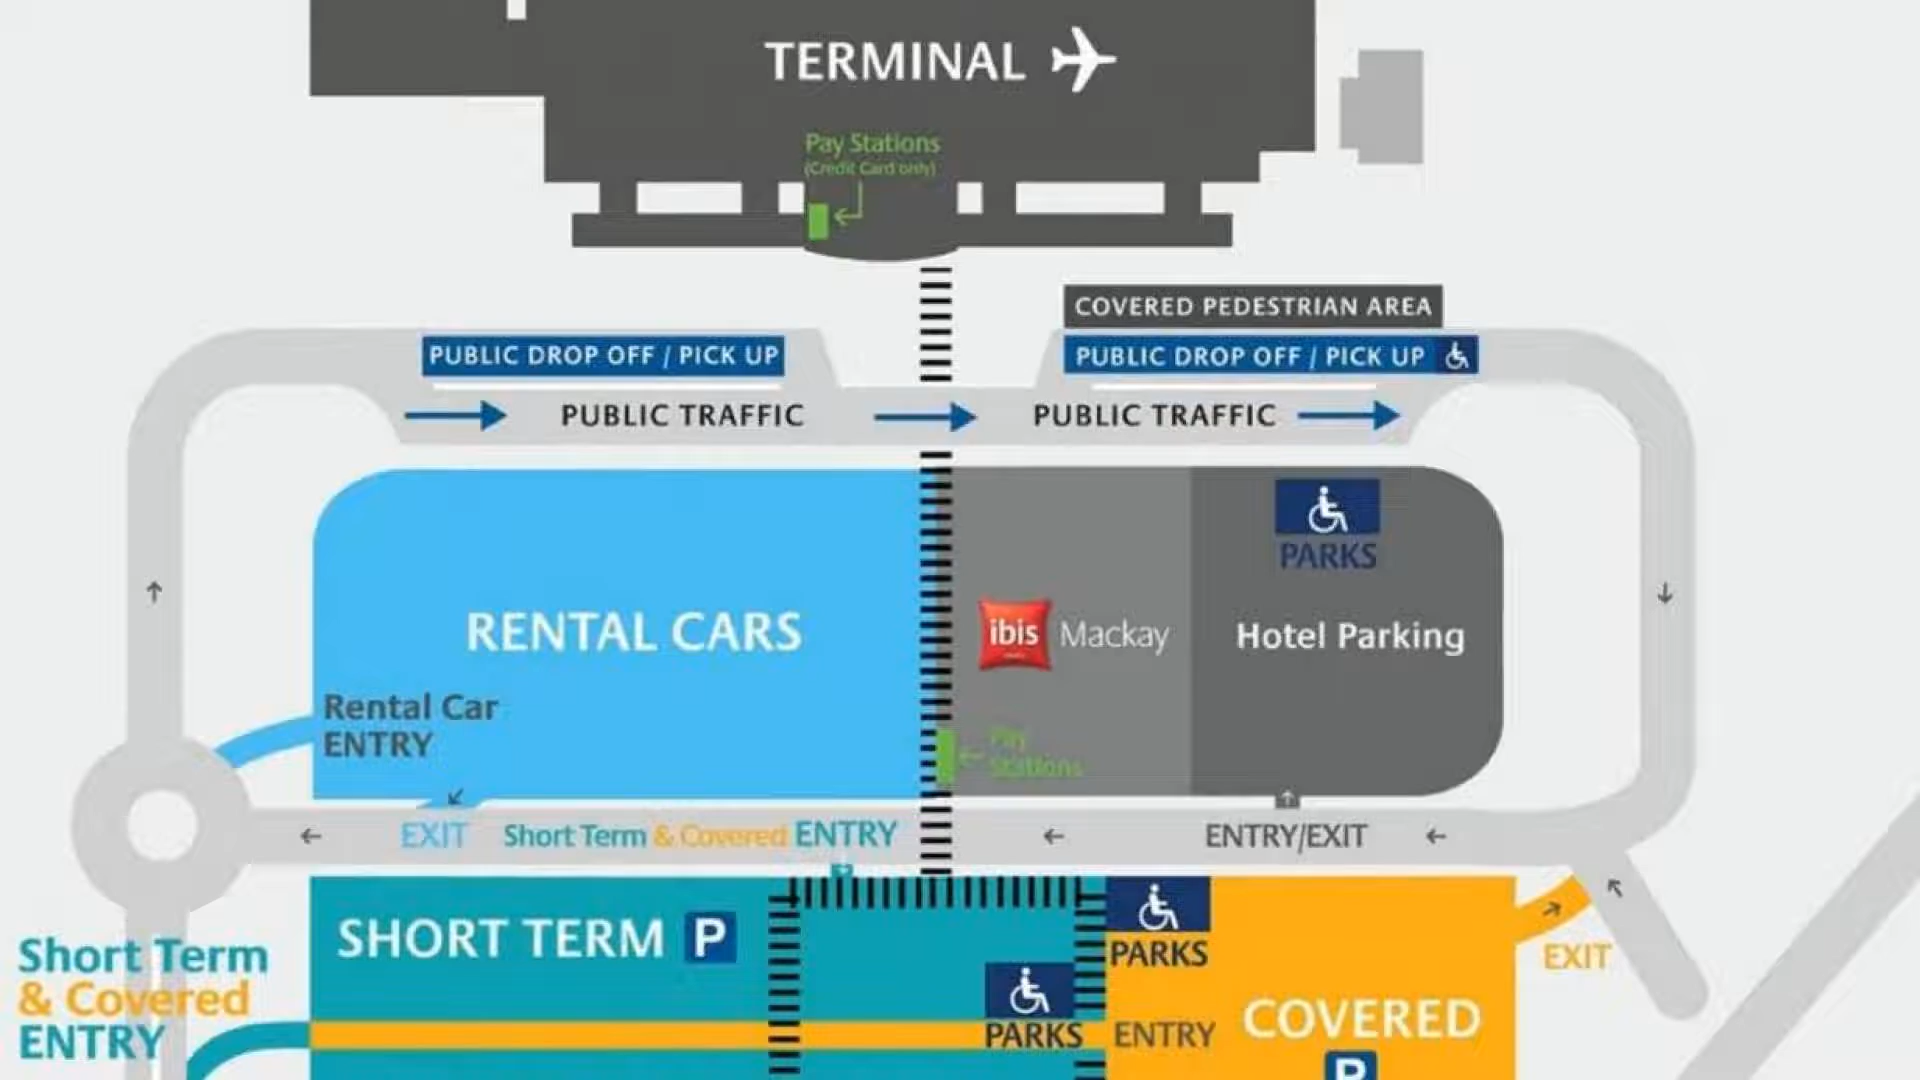 TERMINAL
Pay Stations
(Credit Card only)
COVERED PEDESTRIAN AREA
PUBLIC DROP OFF / PICK UP
PUBLIC DROP OFF / PICK UP
PUBLIC TRAFFIC
PUBLIC TRAFFIC
PARKS
RENTAL CARS
ibis Mackay
Hotel Parking
Rental Car
ENTRY
Pay
Stations
EXIT
Short Term & Covered ENTRY
ENTRY/EXIT
SHORT TERM P
PARKS
Short Term
& Covered
ENTRY
EXIT
PARKS
ENTRY
COVERED
P